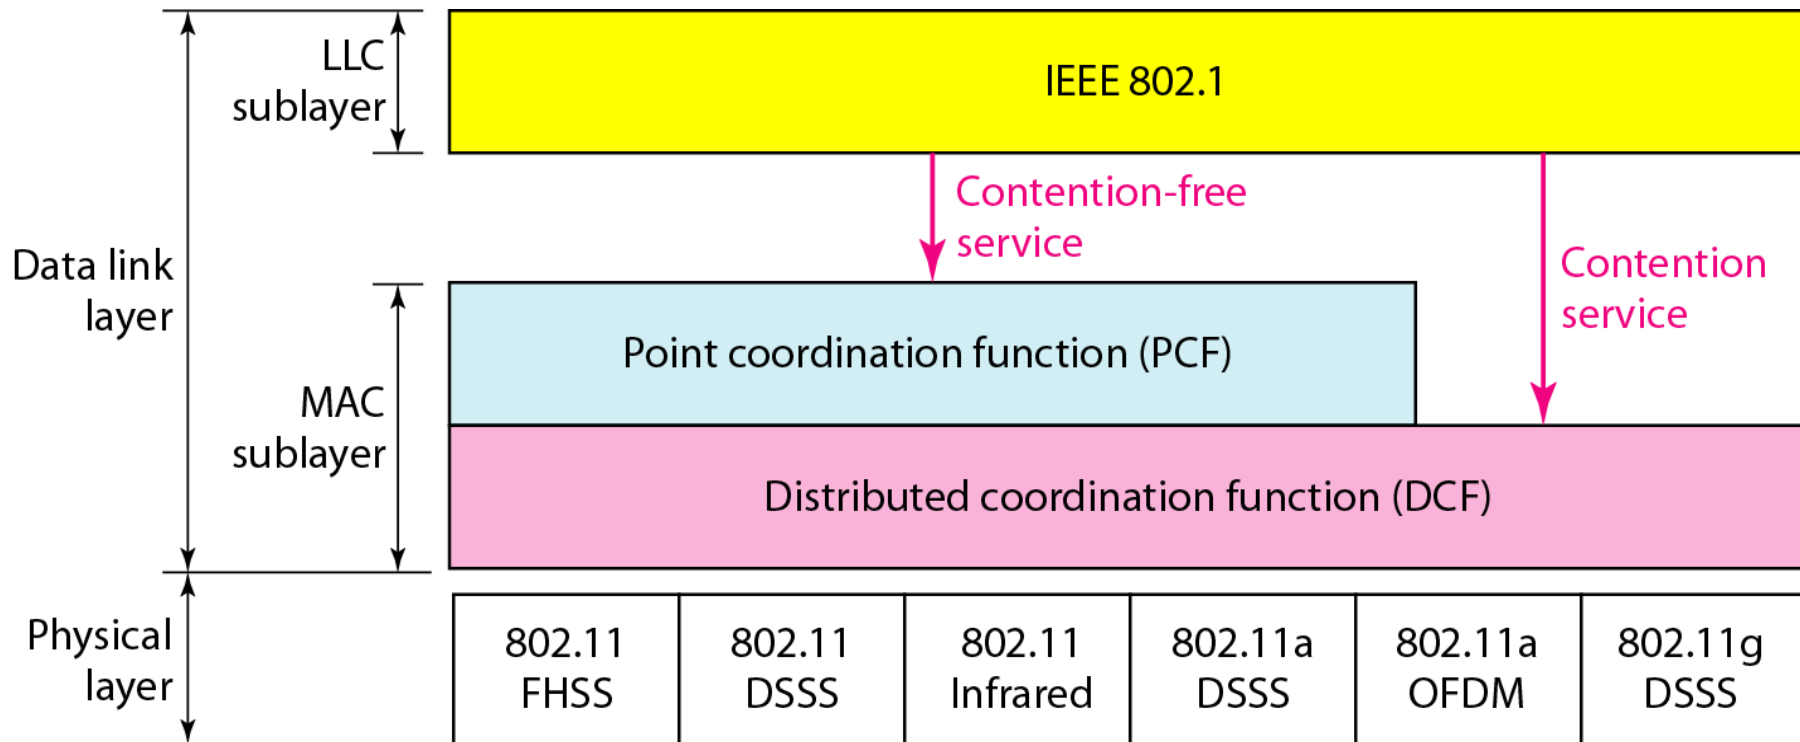 LLC
sublayer
IEEE 802.1
Contention-free
service
Contention
service
Data link
layer
Point coordination function (PCF)
MAC
sublayer
Distributed coordination function (DCF)
Physical
layer
802.11
FHSS
802.11
DSSS
802.11
Infrared
802.11a
DSSS
802.11a
OFDM
802.11g
DSSS